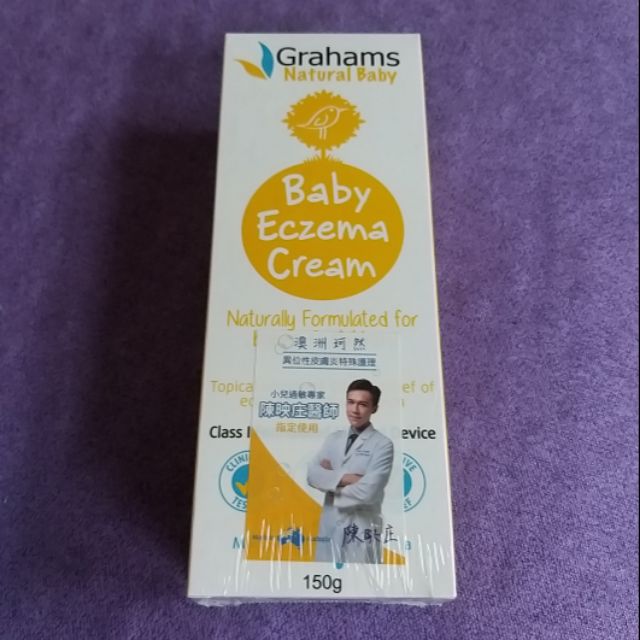 Grahams
Natural Baby
Baby
Eczema
Cream
Naturally Formulated for
澳洲珂然
異位性皮膚炎特殊護理
Topica ef of
小兒過敏專家
陳映庄醫師
指定使用
Class evice
CLINI
TES
陳映庄
150g